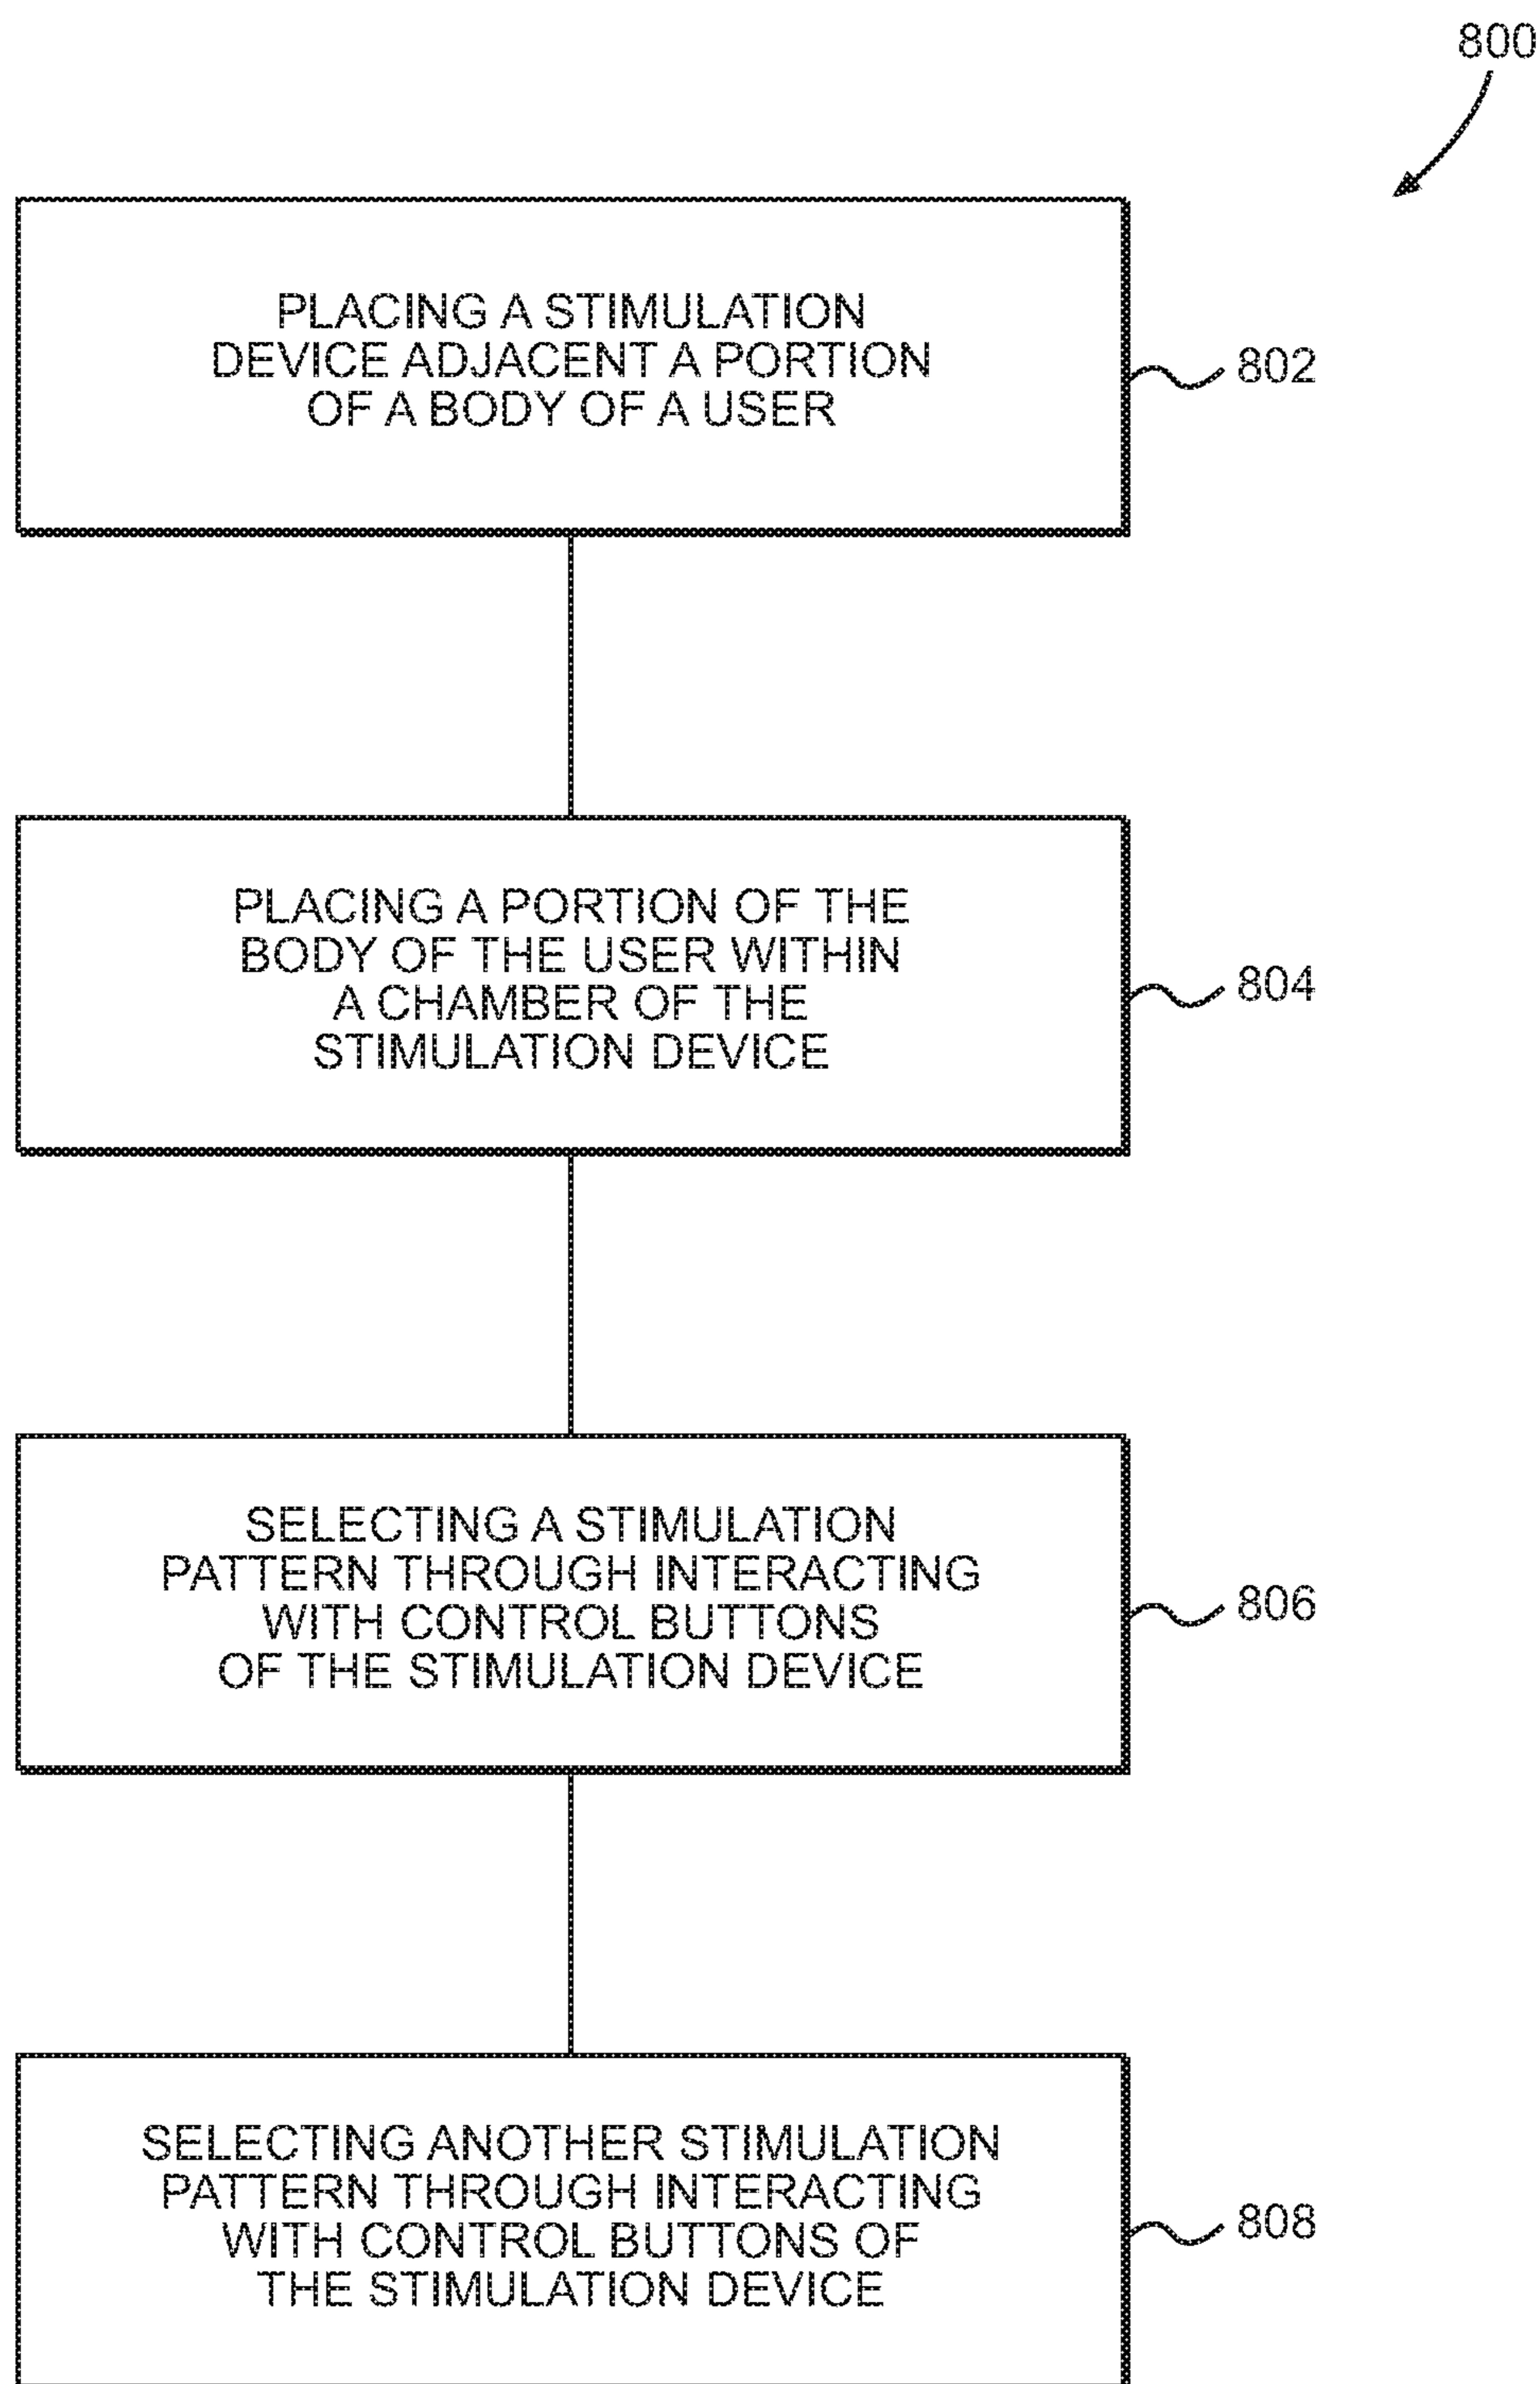 800
PLACING A STIMULATION
DEVICE ADJACENT A PORTION
OF A BODY OF A USER
802
PLACING A PORTION OF THE
BODY OF THE USER WITHIN
A CHAMBER OF THE
STIMULATION DEVICE
804
SELECTING A STIMULATION
PATTERN THROUGH INTERACTING
WITH CONTROL BUTTONS
OF THE STIMULATION DEVICE
806
SELECTING ANOTHER STIMULATION
PATTERN THROUGH INTERACTING
WITH CONTROL BUTTONS OF
THE STIMULATION DEVICE
808